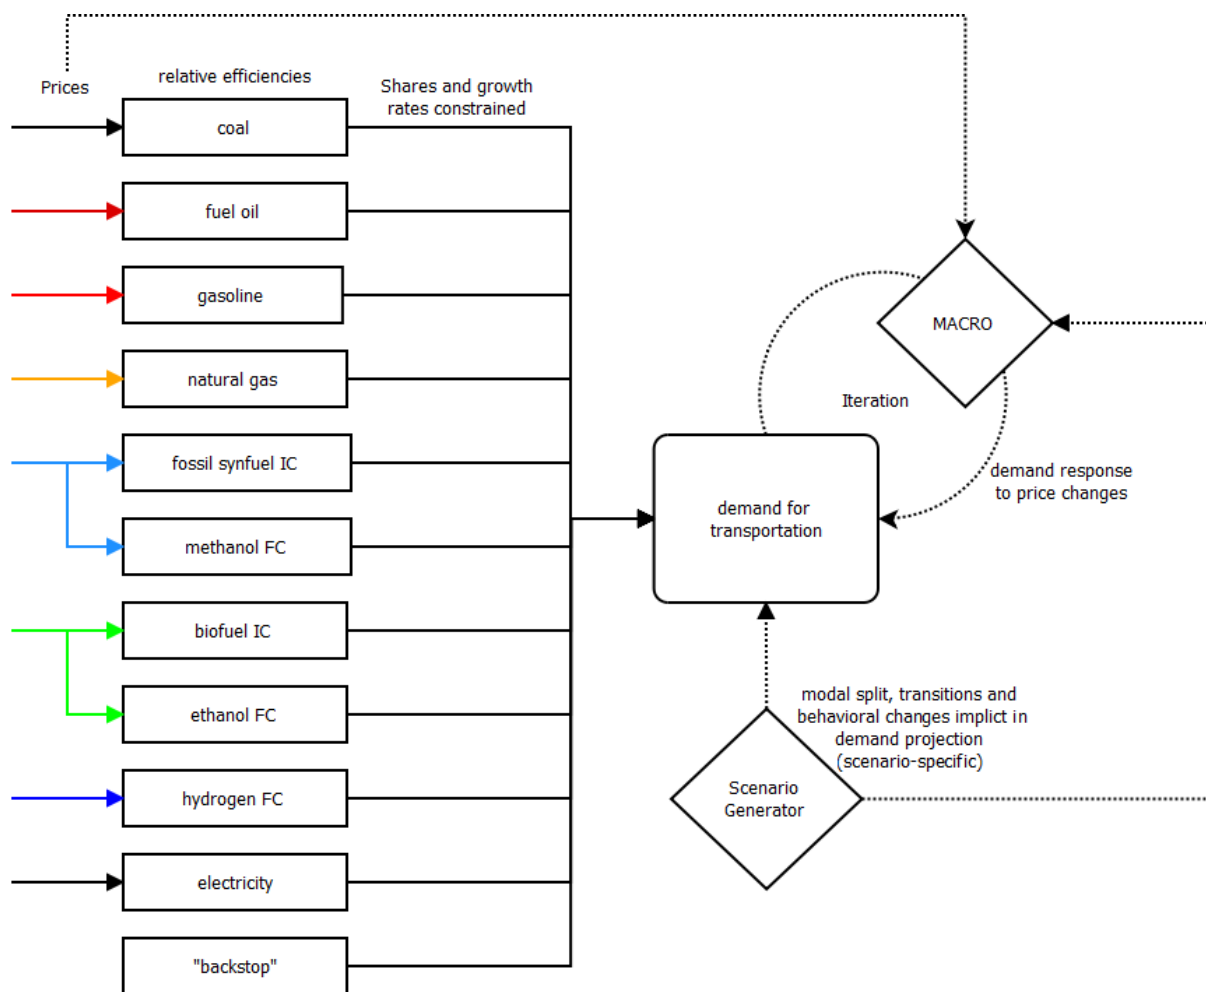 Prices
relative efficiencies
Shares and growth
rates constrained
coal
fuel oil
gasoline
natural gas
fossil synfuel IC
methanol FC
biofuel IC
ethanol FC
hydrogen FC
electricity
"backstop"
MACRO
Iteration
demand response
to price changes
demand for
transportation
modal split, transitions and
behavioral changes implict in
demand projection
(scenario-specific)
Scenario
Generator